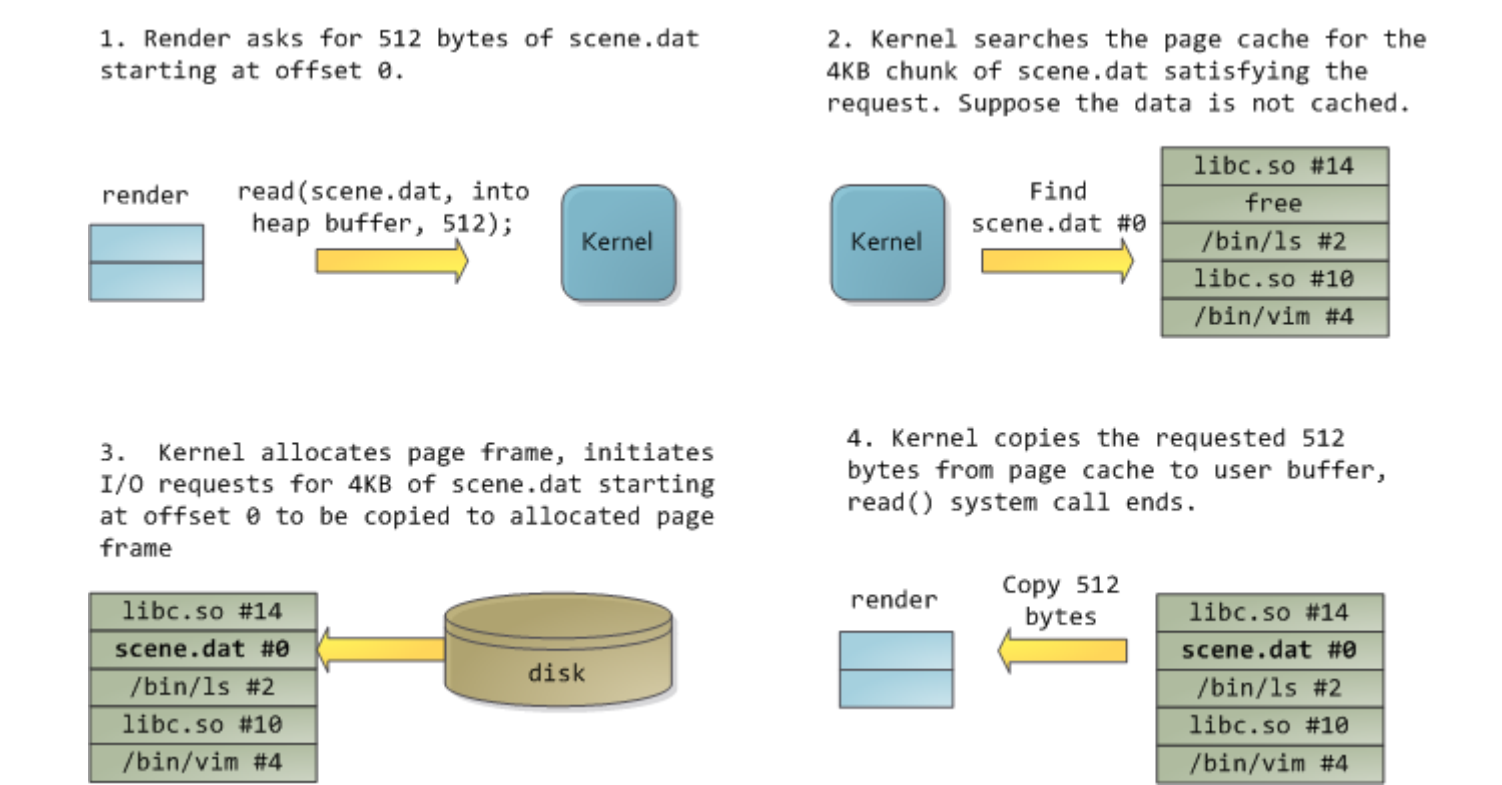 1. Render asks for 512 bytes of scene.dat
starting at offset 0.
render
read(scene.dat, into
heap buffer, 512);
Kernel
2. Kernel searches the page cache for the
4KB chunk of scene.dat satisfying the
request. Suppose the data is not cached.
Kernel
Find
scene.dat #0
libc.so #14
free
/bin/ls #2
libc.so #10
/bin/vim #4
3.  Kernel allocates page frame, initiates
I/O requests for 4KB of scene.dat starting
at offset 0 to be copied to allocated page
frame
libc.so #14
scene.dat #0
/bin/ls #2
libc.so #10
/bin/vim #4
disk
4. Kernel copies the requested 512
bytes from page cache to user buffer,
read() system call ends.
render
Copy 512
bytes
libc.so #14
scene.dat #0
/bin/ls #2
libc.so #10
/bin/vim #4